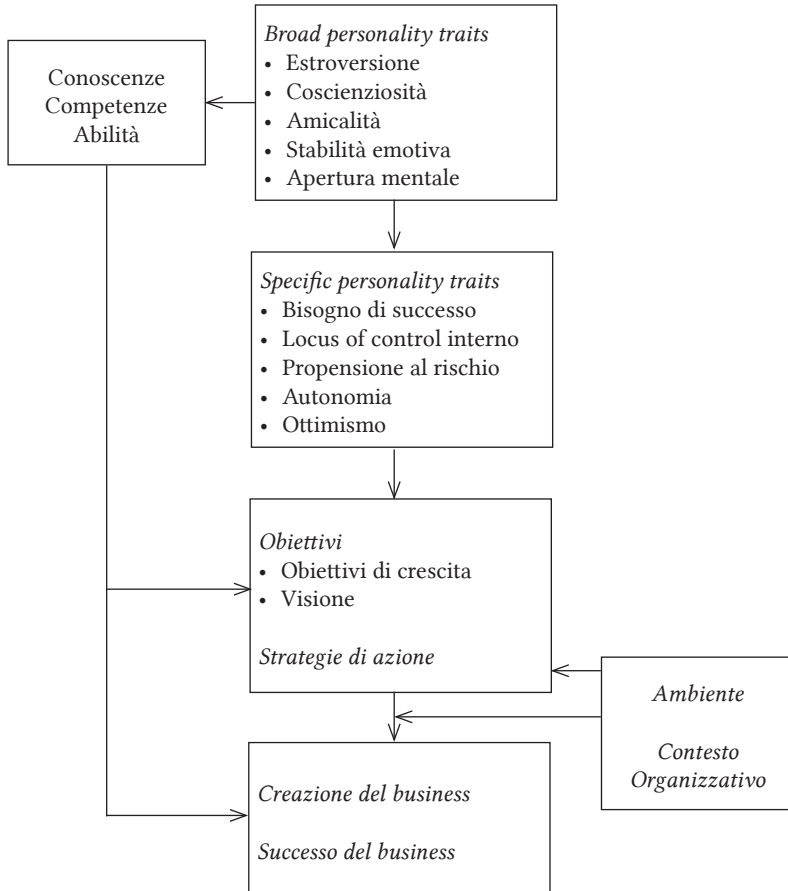 Broad personality traits
• Estroversione
• Coscienziosità
• Amicalità
• Stabilità emotiva
• Apertura mentale
Conoscenze
Competenze
Abilità
Specific personality traits
• Bisogno di successo
• Locus of control interno
• Propensione al rischio
• Autonomia
• Ottimismo
Obiettivi
• Obiettivi di crescita
• Visione
Strategie di azione
Ambiente
Contesto
Organizzativo
Creazione del business
Successo del business